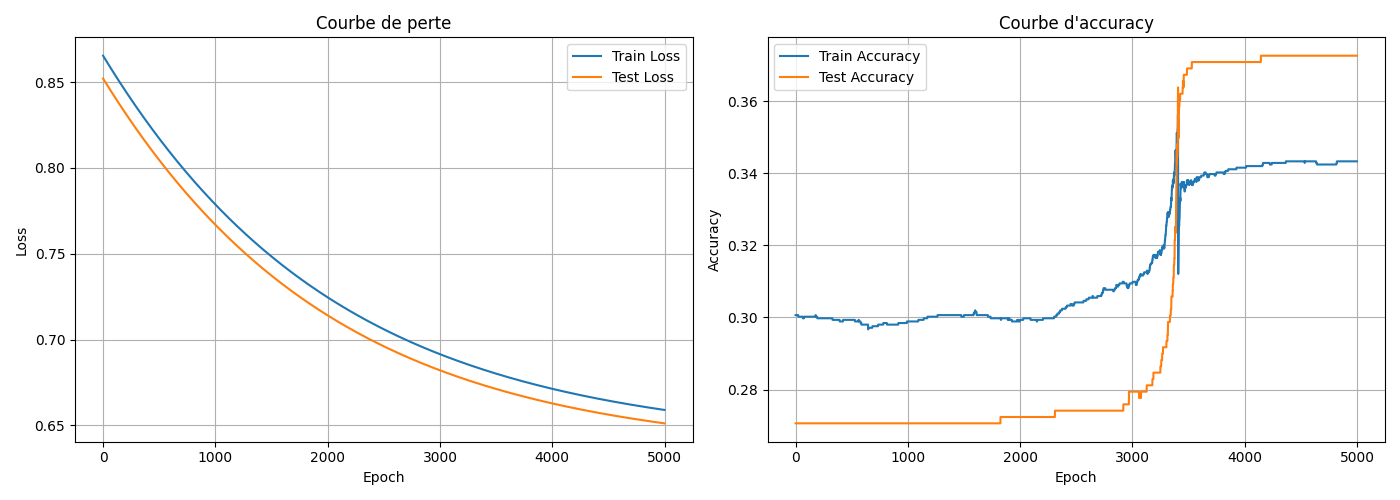 Courbe de perte
Train Loss
Test Loss
0.85
0.80
0.75
0.70
0.65
Loss
0
1000
2000
3000
4000
5000
Epoch
Courbe d'accuracy
Train Accuracy
Test Accuracy
0.36
0.34
0.32
0.30
0.28
Accuracy
0
1000
2000
3000
4000
5000
Epoch